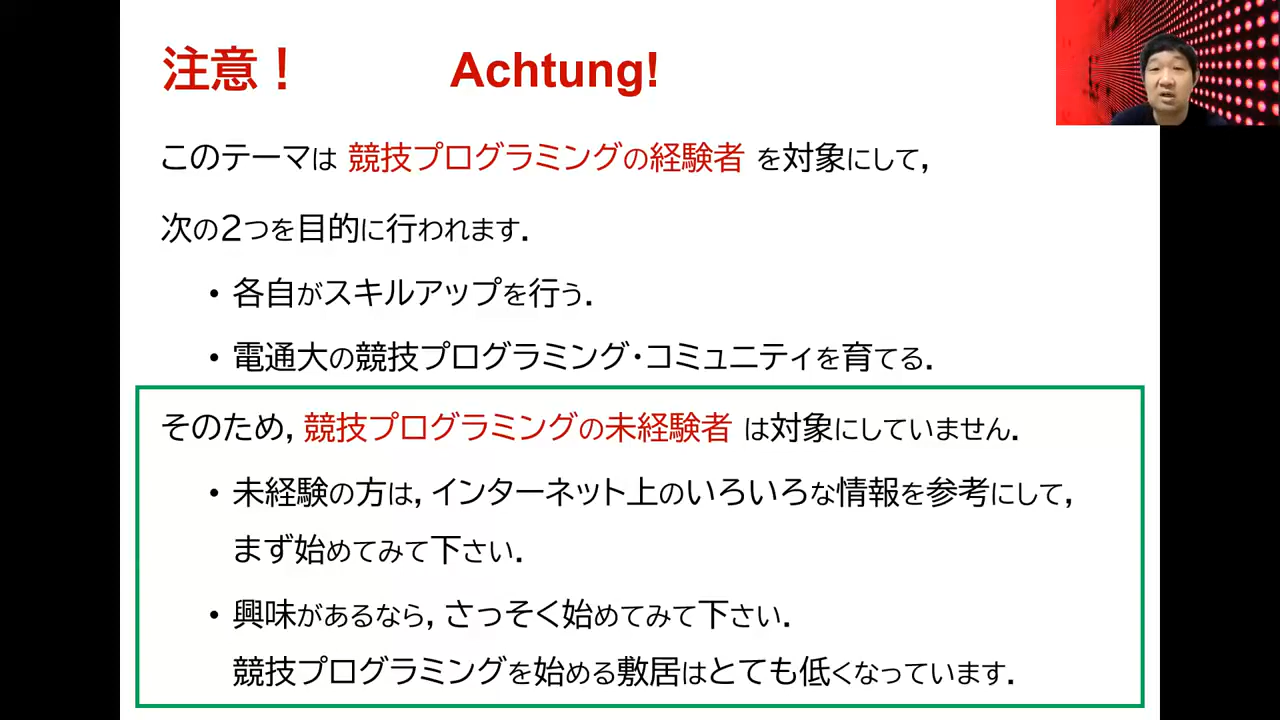 注意！ Achtung!
このテーマは 競技プログラミングの経験者 を対象にして，
次の2つを目的に行われます．
• 各自がスキルアップを行う．
• 電通大の競技プログラミング・コミュニティを育てる．
そのため，競技プログラミングの未経験者 は対象にしていません．
• 未経験の方は，インターネット上のいろいろな情報を参考にして，
まず始めてみて下さい．
• 興味があるなら，さっそく始めてみて下さい．
競技プログラミングを始める敷居はとても低くなっています．